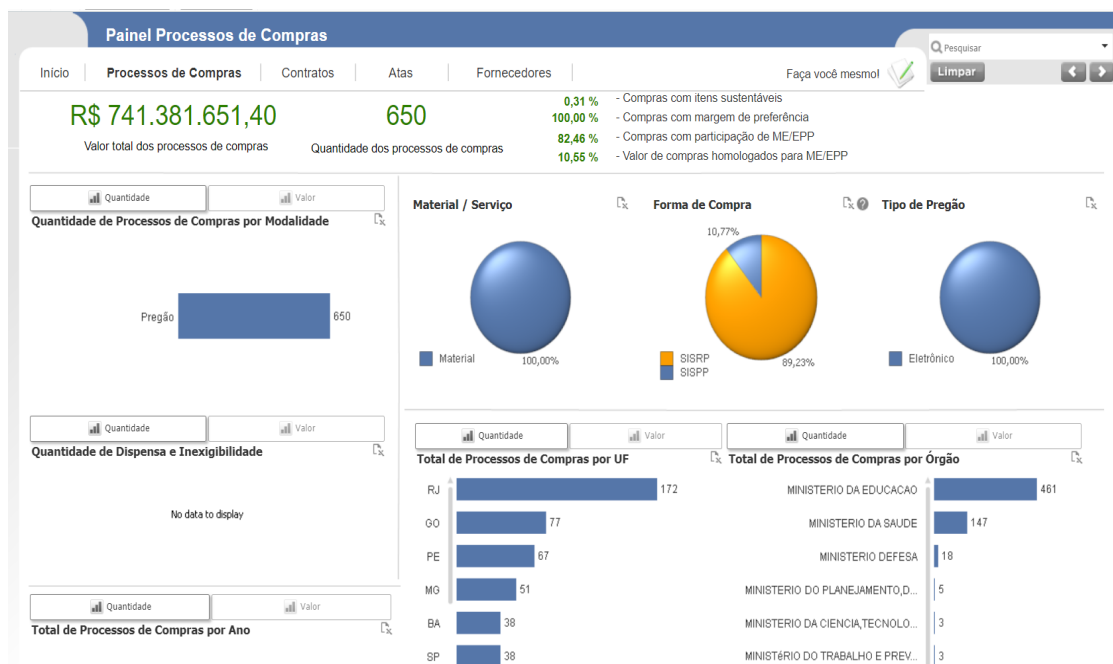 Painel Processos de Compras
Pesquisar
Início
Processos de Compras
Contratos
Atas
Fornecedores
Faça você mesmo!
Limpar
R$ 741.381.651,40
Valor total dos processos de compras
650
Quantidade dos processos de compras
0,31 % - Compras com itens sustentáveis
100,00 % - Compras com margem de preferência
82,46 % - Compras com participação de ME/EPP
10,55 % - Valor de compras homologados para ME/EPP
Quantidade
Valor
Quantidade de Processos de Compras por Modalidade
Pregão 650
Material / Serviço
Material
100,00%
Forma de Compra
10,77%
SISRP
SISPP
89,23%
Tipo de Pregão
Eletrônico
100,00%
Quantidade
Valor
Quantidade de Dispensa e Inexigibilidade
No data to display
Quantidade
Valor
Total de Processos de Compras por Ano
Quantidade
Valor
Total de Processos de Compras por UF
RJ 172
GO 77
PE 67
MG 51
BA 38
SP 38
Quantidade
Valor
Total de Processos de Compras por Órgão
MINISTERIO DA EDUCACAO 461
MINISTERIO DA SAUDE 147
MINISTERIO DEFESA 18
MINISTERIO DO PLANEJAMENTO,D... 5
MINISTERIO DA CIENCIA,TECNOLO... 3
MINISTéRIO DO TRABALHO E PREV... 3